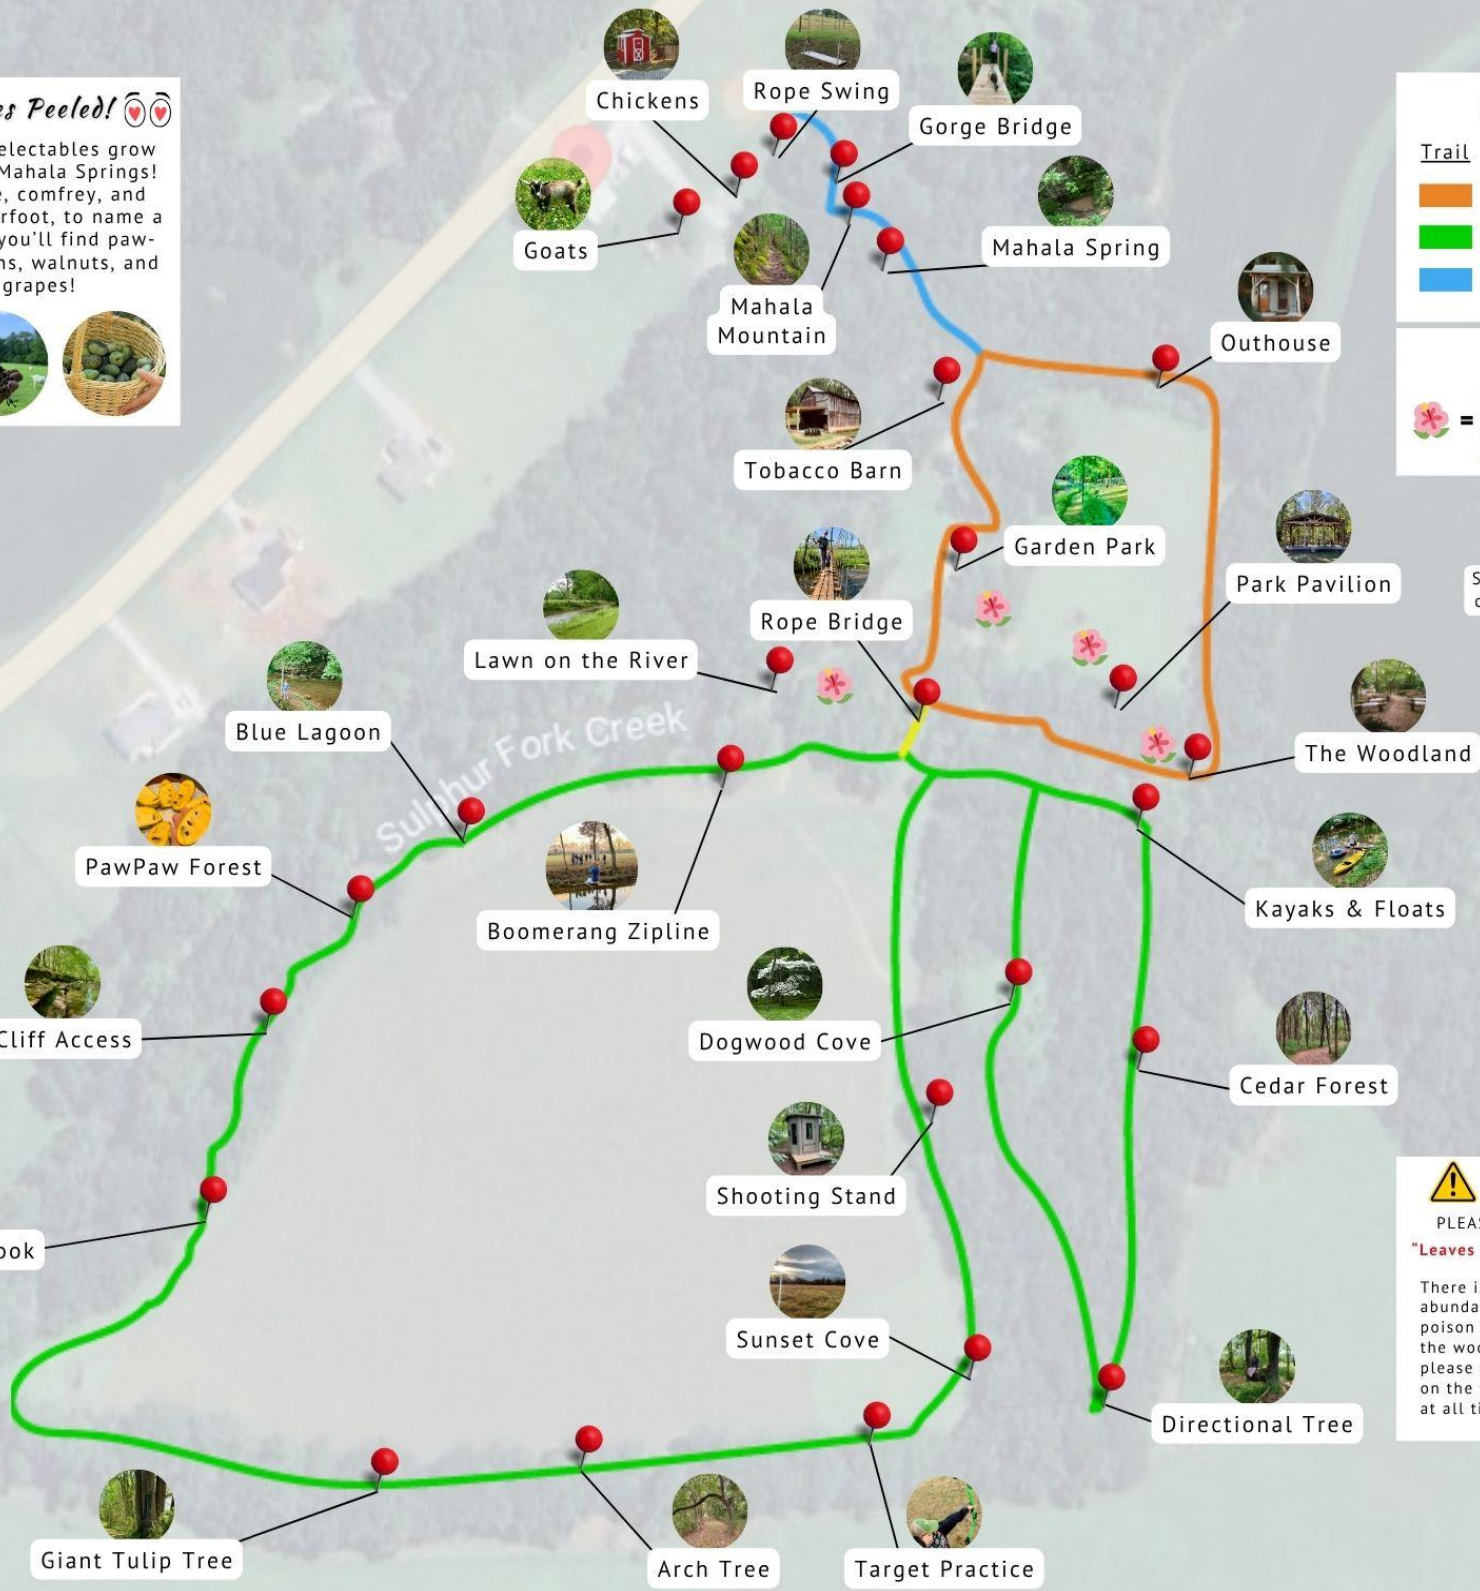 es Peeled!
electables grow
Mahala Springs!
e, comfrey, and
rfoot, to name a
you'll find paw-
ns, walnuts, and
grapes!
Chickens
Rope Swing
Gorge Bridge
Goats
Mahala Spring
Mahala
Mountain
Outhouse
Trail
=
Tobacco Barn
Garden Park
Park Pavilion
Rope Bridge
Lawn on the River
Blue Lagoon
Sulphur Fork Creek
The Woodland
PawPaw Forest
Boomerang Zipline
Kayaks & Floats
Cliff Access
Dogwood Cove
Cedar Forest
Shooting Stand
ook
Sunset Cove
Directional Tree
PLEAS
"Leaves
There i
abunda
poison
the woo
please
on the
at all ti
Giant Tulip Tree
Arch Tree
Target Practice